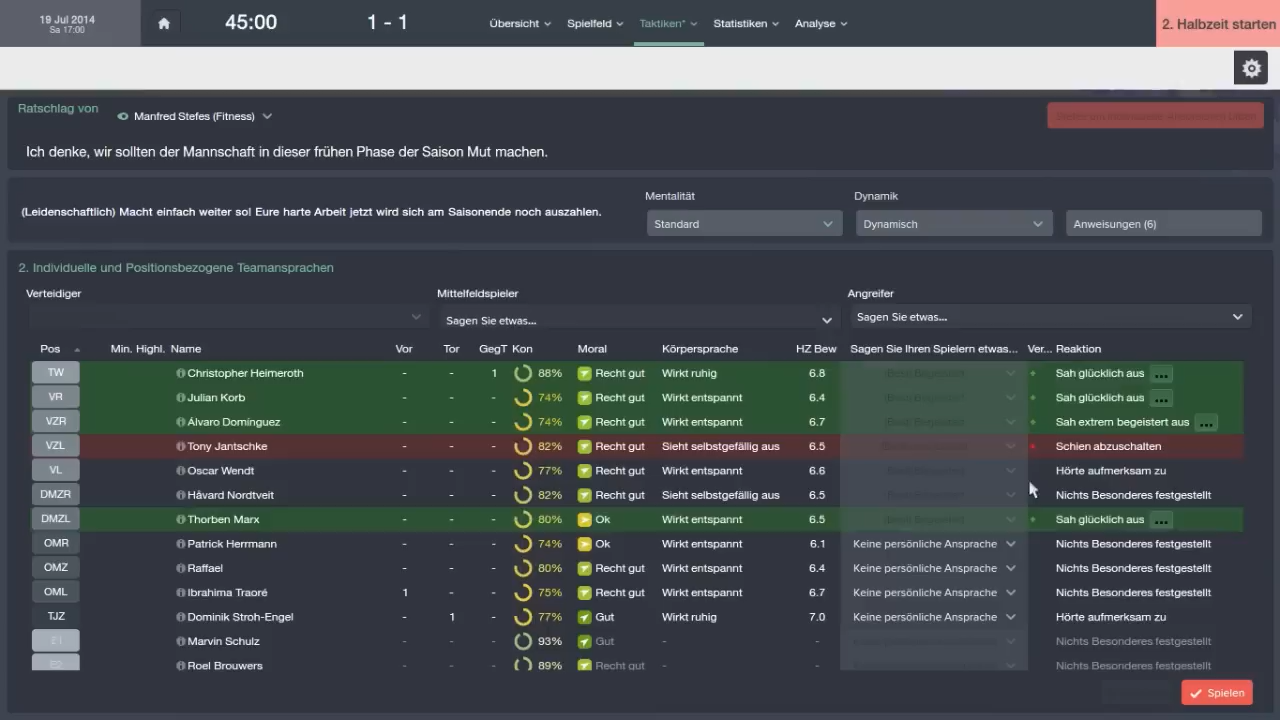 19 Jul 2014
Sa 17:00
45:00
1 - 1
Übersicht
Spielfeld
Taktiken*
Statistiken
Analyse
2. Halbzeit starten
Ratschlag von
Manfred Stefes (Fitness)
Ich denke, wir sollten der Mannschaft in dieser frühen Phase der Saison Mut machen.
Mentalität
Dynamik
(Leidenschaftlich) Macht einfach weiter so! Eure harte Arbeit jetzt wird sich am Saisonende noch auszahlen.
Standard
Dynamisch
Anweisungen (6)
2. Individuelle und Positionsbezogene Teamansprachen
Verteidiger
Mittelfeldspieler
Angreifer
Sagen Sie etwas...
Sagen Sie etwas...
Pos Min. Highl. Name Vor Tor GegT Kon Moral Körpersprache HZ Bew Sagen Sie Ihren Spielern etwas... Ver... Reaktion
TW Christopher Heimeroth - - 1 88% Recht gut Wirkt ruhig 6.8 Sah glücklich aus ...
VR Julian Korb - - - 74% Recht gut Wirkt entspannt 6.4 Sah glücklich aus ...
VZR Álvaro Domínguez - - - 74% Recht gut Wirkt entspannt 6.7 Sah extrem begeistert aus ...
VZL Tony Jantschke - - - 82% Recht gut Sieht selbstgefällig aus 6.5 Schien abzuschalten
VL Oscar Wendt - - - 77% Recht gut Wirkt entspannt 6.6 Hörte aufmerksam zu
DMZR Håvard Nordtveit - - - 82% Recht gut Sieht selbstgefällig aus 6.5 Nichts Besonderes festgestellt
DMZL Thorben Marx - - - 80% Ok Wirkt entspannt 6.5 Sah glücklich aus ...
OMR Patrick Herrmann - - - 74% Ok Wirkt entspannt 6.1 Keine persönliche Ansprache Nichts Besonderes festgestellt
OMZ Raffael - - - 80% Recht gut Wirkt entspannt 6.4 Keine persönliche Ansprache Nichts Besonderes festgestellt
OML Ibrahima Traoré 1 - - 75% Recht gut Wirkt entspannt 6.7 Keine persönliche Ansprache Nichts Besonderes festgestellt
TJZ Dominik Stroh-Engel - 1 - 77% Gut Wirkt ruhig 7.0 Keine persönliche Ansprache Hörte aufmerksam zu
E1 Marvin Schulz - - - 93% Gut - - Nichts Besonderes festgestellt
E2 Roel Brouwers - - - 89% Recht gut - - Nichts Besonderes festgestellt
Spielen